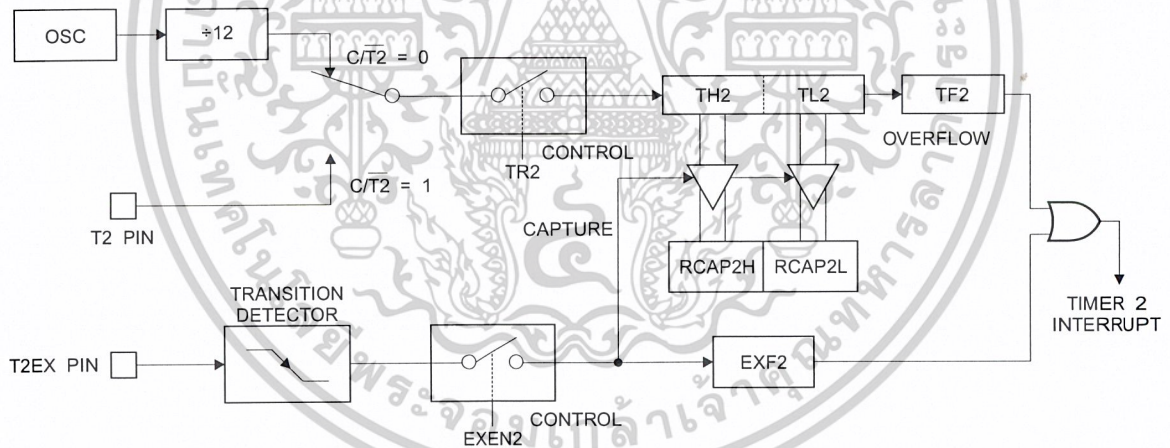 OSC
÷12
C/T2̅ = 0
TH2
TL2
TF2
OVERFLOW
CONTROL
TR2
C/T2̅ = 1
T2 PIN
CAPTURE
RCAP2H
RCAP2L
TIMER 2
INTERRUPT
TRANSITION
DETECTOR
T2EX PIN
EXF2
CONTROL
EXEN2